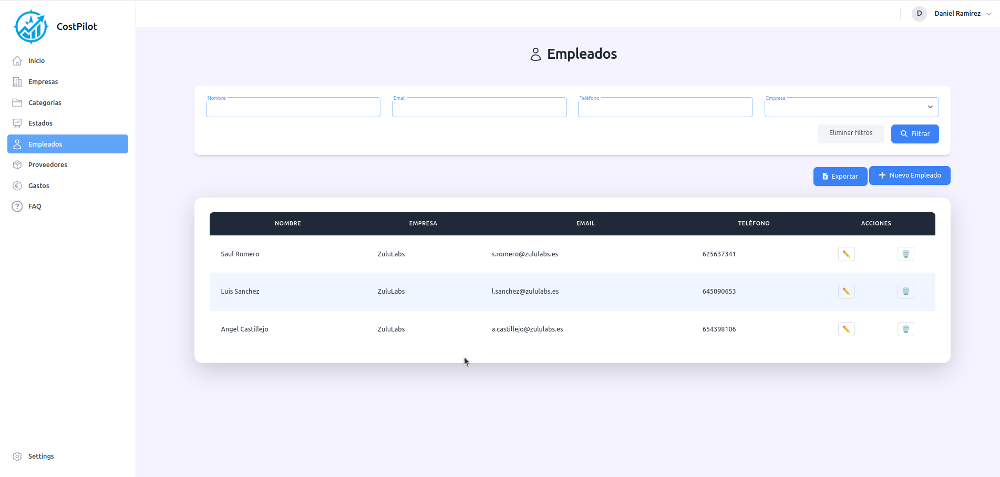 CostPilot
Daniel Ramírez
D
Inicio
Empresas
Categorías
Estados
Empleados
Proveedores
Gastos
FAQ
Settings
Empleados
Nombre Email Teléfono Empresa
Eliminar filtros Filtrar
Exportar Nuevo Empleado
NOMBRE EMPRESA EMAIL TELÉFONO ACCIONES
Saul Romero ZuluLabs s.romero@zululabs.es 625637341
Luis Sanchez ZuluLabs l.sanchez@zululabs.es 645090653
Angel Castillejo ZuluLabs a.castillejo@zululabs.es 654398106